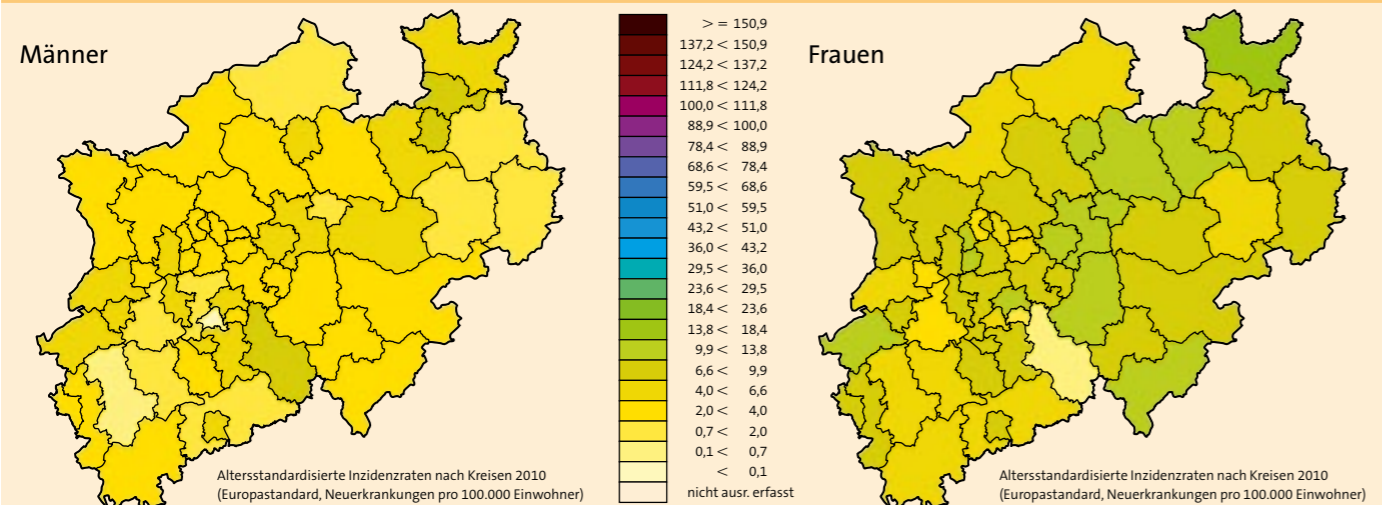 Männer
> = 150,9
137,2 < 150,9
124,2 < 137,2
111,8 < 124,2
100,0 < 111,8
88,9 < 100,0
78,4 < 88,9
68,6 < 78,4
59,5 < 68,6
51,0 < 59,5
43,2 < 51,0
36,0 < 43,2
29,5 < 36,0
23,6 < 29,5
18,4 < 23,6
13,8 < 18,4
9,9 < 13,8
6,6 < 9,9
4,0 < 6,6
2,0 < 4,0
0,7 < 2,0
0,1 < 0,7
< 0,1
nicht ausr. erfasst
Altersstandardisierte Inzidenzraten nach Kreisen 2010
(Europastandard, Neuerkrankungen pro 100.000 Einwohner)
Frauen
Altersstandardisierte Inzidenzraten nach Kreisen 2010
(Europastandard, Neuerkrankungen pro 100.000 Einwohner)